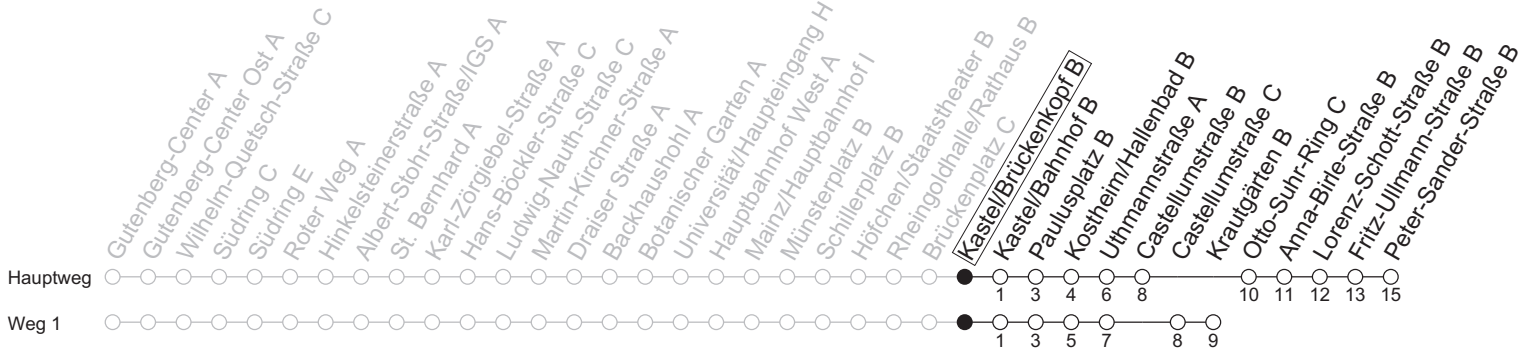 Gutenberg-Center A
Gutenberg-Center Ost A
Wilhelm-Quetsch-Straße C
Südring C
Südring E
Roter Weg A
Hinkelsteinerstraße A
Albert-Stohr-Straße/IGS A
St. Bernhard A
Karl-Zörgiebel-Straße A
Hans-Böckler-Straße C
Ludwig-Nauth-Straße C
Martin-Kirchner-Straße A
Draiser Straße A
Backhaushohl A
Botanischer Garten A
Universität/Haupteingang H
Hauptbahnhof West A
Mainz/Hauptbahnhof I
Münsterplatz B
Schillerplatz B
Höfchen/Staatstheater B
Rheingoldhalle/Rathaus B
Brückenplatz C
Kastel/Brückenkopf B
Kastel/Bahnhof B
Paulusplatz B
Kostheim/Hallenbad B
Uthmannstraße A
Castellumstraße B
Castellumstraße C
Krautgärten B
Otto-Suhr-Ring C
Anna-Birle-Straße B
Lorenz-Schott-Straße B
Fritz-Ullmann-Straße B
Peter-Sander-Straße B
Hauptweg
1 3 4 6 8 10 11 12 13 15
Weg 1
1 3 5 7 8 9